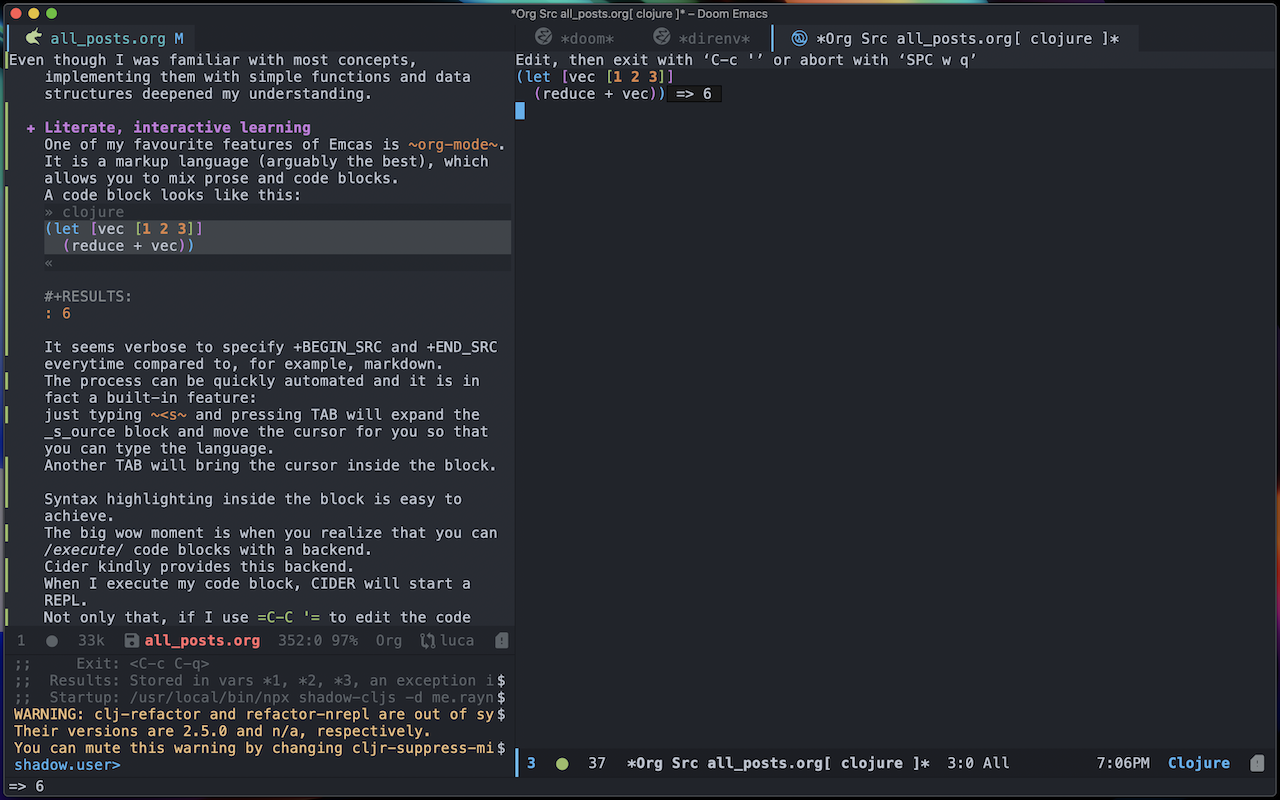 *Org Src all_posts.org[ clojure ]* – Doom Emacs
all_posts.org M
Even though I was familiar with most concepts,
implementing them with simple functions and data
structures deepened my understanding.
+ Literate, interactive learning
One of my favourite features of Emcas is ~org-mode~.
It is a markup language (arguably the best), which
allows you to mix prose and code blocks.
A code block looks like this:
» clojure
(let [vec [1 2 3]]
(reduce + vec))
«
#+RESULTS:
: 6
It seems verbose to specify +BEGIN_SRC and +END_SRC
everytime compared to, for example, markdown.
The process can be quickly automated and it is in
fact a built-in feature:
just typing ~<s~ and pressing TAB will expand the
_s_ource block and move the cursor for you so that
you can type the language.
Another TAB will bring the cursor inside the block.
Syntax highlighting inside the block is easy to
achieve.
The big wow moment is when you realize that you can
/execute/ code blocks with a backend.
Cider kindly provides this backend.
When I execute my code block, CIDER will start a
REPL.
Not only that, if I use =C-C '= to edit the code
1 33k all_posts.org 352:0 97% Org luca
;; Exit: <C-c C-q>
;; Results: Stored in vars *1, *2, *3, an exception i$
;; Startup: /usr/local/bin/npx shadow-cljs -d me.rayn$
WARNING: clj-refactor and refactor-nrepl are out of sy$
Their versions are 2.5.0 and n/a, respectively.
You can mute this warning by changing cljr-suppress-mi$
shadow.user>
=> 6
*doom* *direnv* *Org Src all_posts.org[ clojure ]*
Edit, then exit with ‘C-c '’ or abort with ‘SPC w q’
(let [vec [1 2 3]]
(reduce + vec)) => 6
3 37 *Org Src all_posts.org[ clojure ]* 3:0 All 7:06PM Clojure